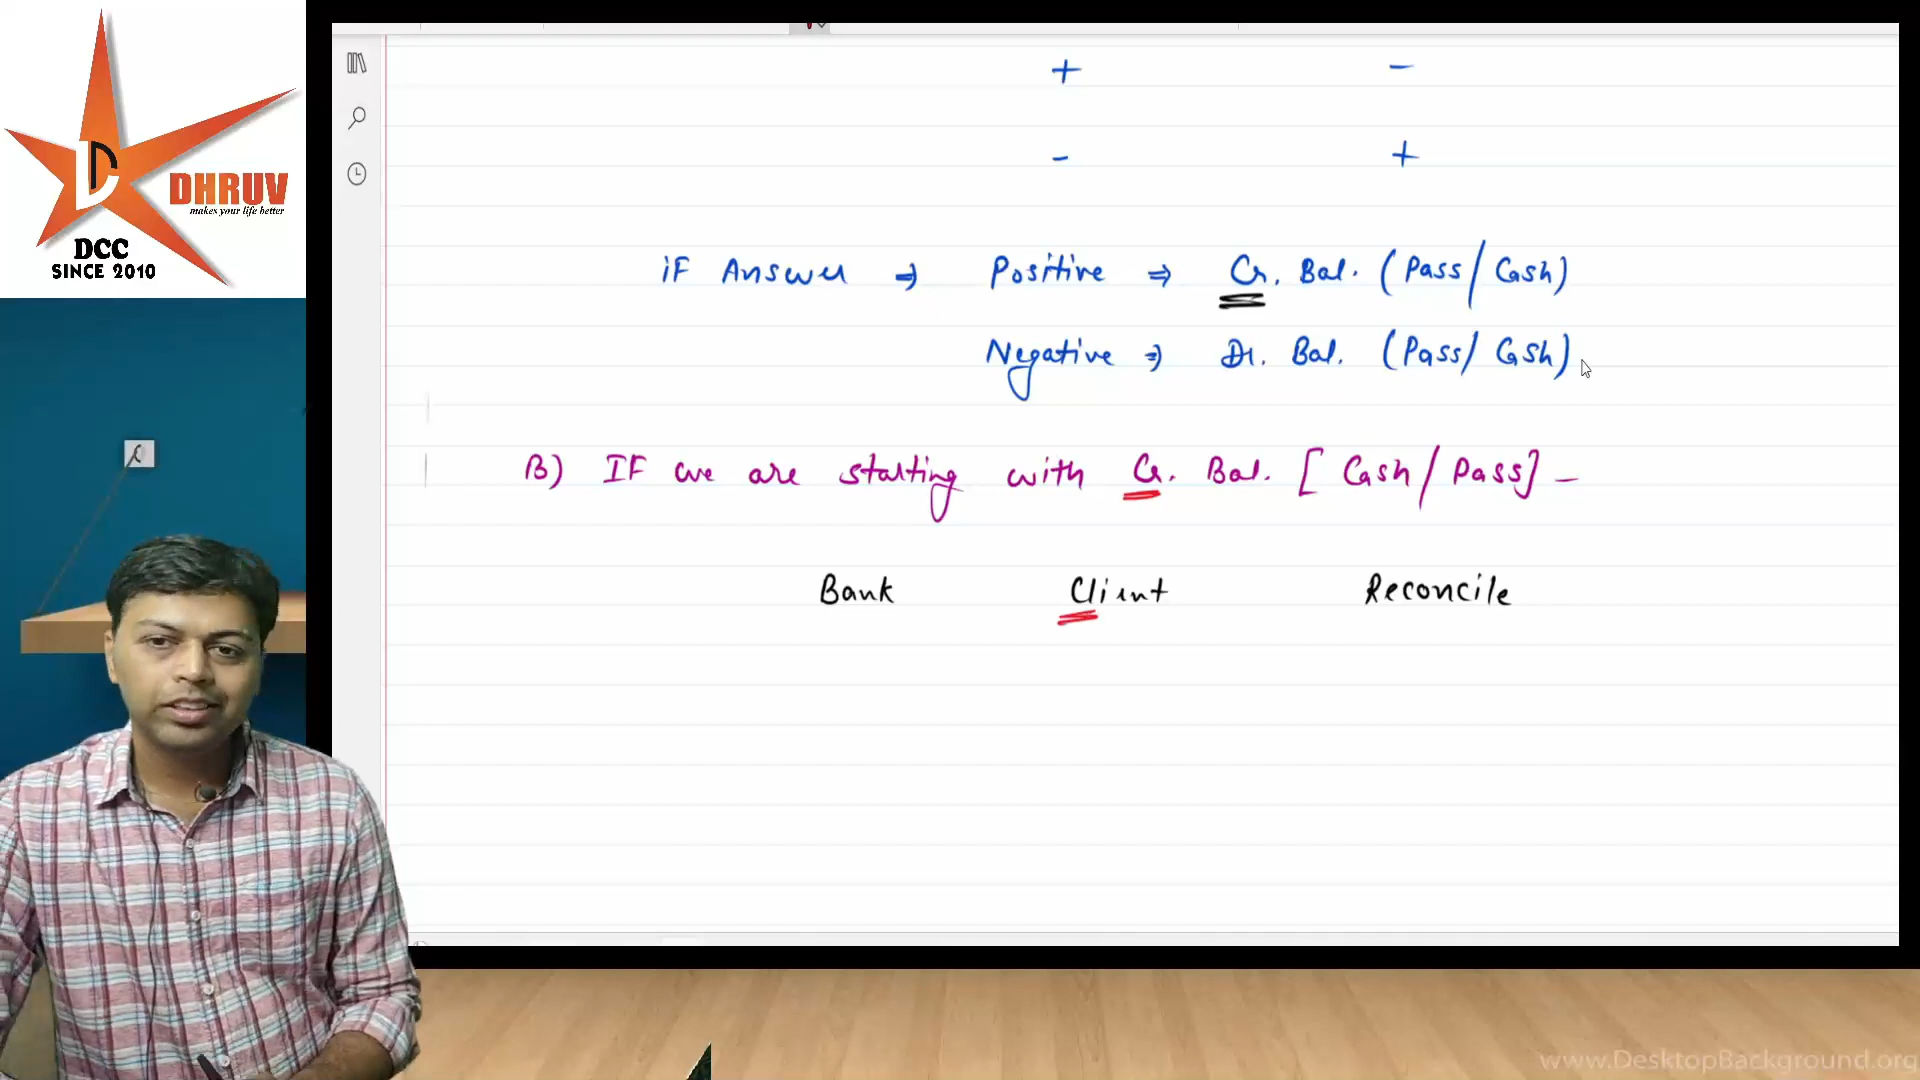 DHRUV
makes your life better
DCC
SINCE 2010
+ -
- +
iF Answer ⇒ Positive ⇒ Cr. Bal. (Pass/Cash)
Negative ⇒ Dr. Bal. (Pass/Cash)
B) IF we are starting with Cr. Bal. [Cash/Pass] -
Bank Client Reconcile
www.DesktopBackground.org